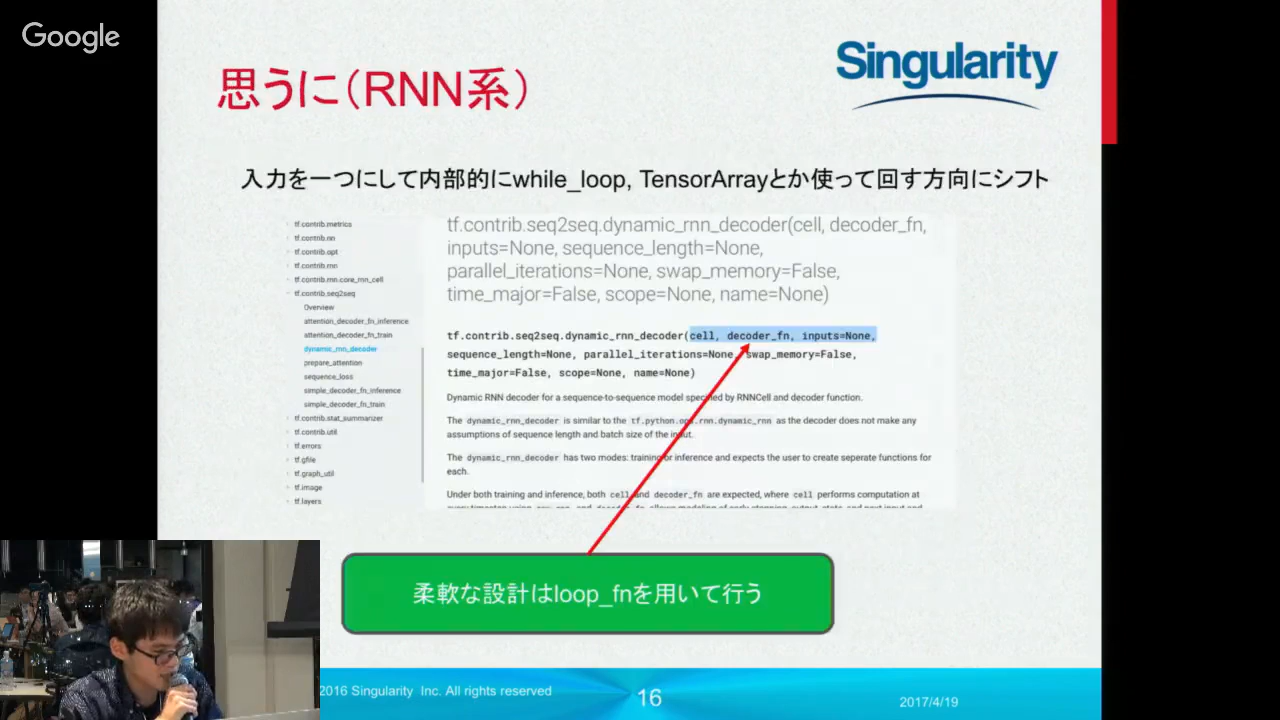 Google
Singularity
思うに（RNN系）
入力を一つにして内部的にwhile_loop, TensorArrayとか使って回す方向にシフト
tf.contrib.metrics
tf.contrib.nn
tf.contrib.opt
tf.contrib.rnn
tf.contrib.rnn.core_rnn_cell
tf.contrib.seq2seq
Overview
attention_decoder_fn_inference
attention_decoder_fn_train
dynamic_rnn_decoder
prepare_attention
sequence_loss
simple_decoder_fn_inference
simple_decoder_fn_train
tf.contrib.stat_summarizer
tf.contrib.util
tf.errors
tf.gfile
tf.graph_util
tf.image
tf.layers
tf.contrib.seq2seq.dynamic_rnn_decoder(cell, decoder_fn,
inputs=None, sequence_length=None,
parallel_iterations=None, swap_memory=False,
time_major=False, scope=None, name=None)
tf.contrib.seq2seq.dynamic_rnn_decoder(cell, decoder_fn, inputs=None,
sequence_length=None, parallel_iterations=None, swap_memory=False,
time_major=False, scope=None, name=None)
Dynamic RNN decoder for a sequence-to-sequence model specified by RNNCell and decoder function.
The dynamic_rnn_decoder is similar to the tf.python.ops.rnn.dynamic_rnn as the decoder does not make any
assumptions of sequence length and batch size of the input.
The dynamic_rnn_decoder has two modes: training or inference and expects the user to create seperate functions for
each.
Under both training and inference, both cell and decoder_fn are expected, where cell performs computation at
柔軟な設計はloop_fnを用いて行う
2016 Singularity Inc. All rights reserved
16
2017/4/19